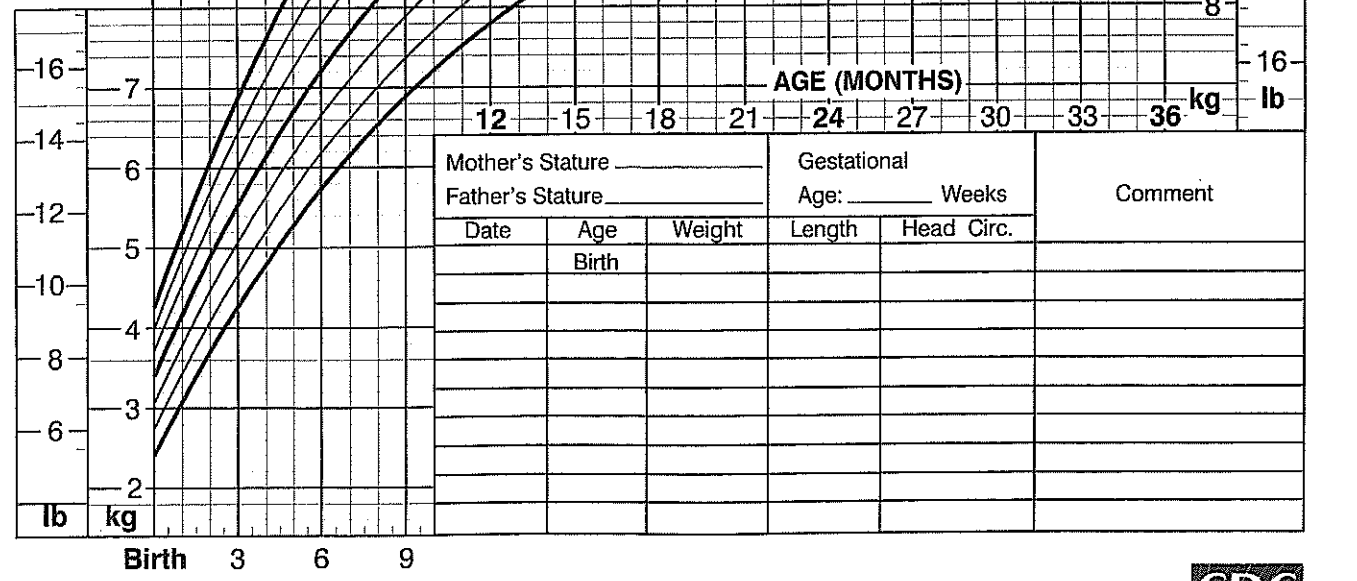 8
16
16
7
AGE (MONTHS)
kg lb
12 15 18 21 24 27 30 33 36
14
6
Mother's Stature
Father's Stature
Gestational
Age: Weeks
Comment
12
Date Age Weight Length Head Circ.
5
Birth
10
4
8
3
6
2
lb kg
Birth 3 6 9
CDC